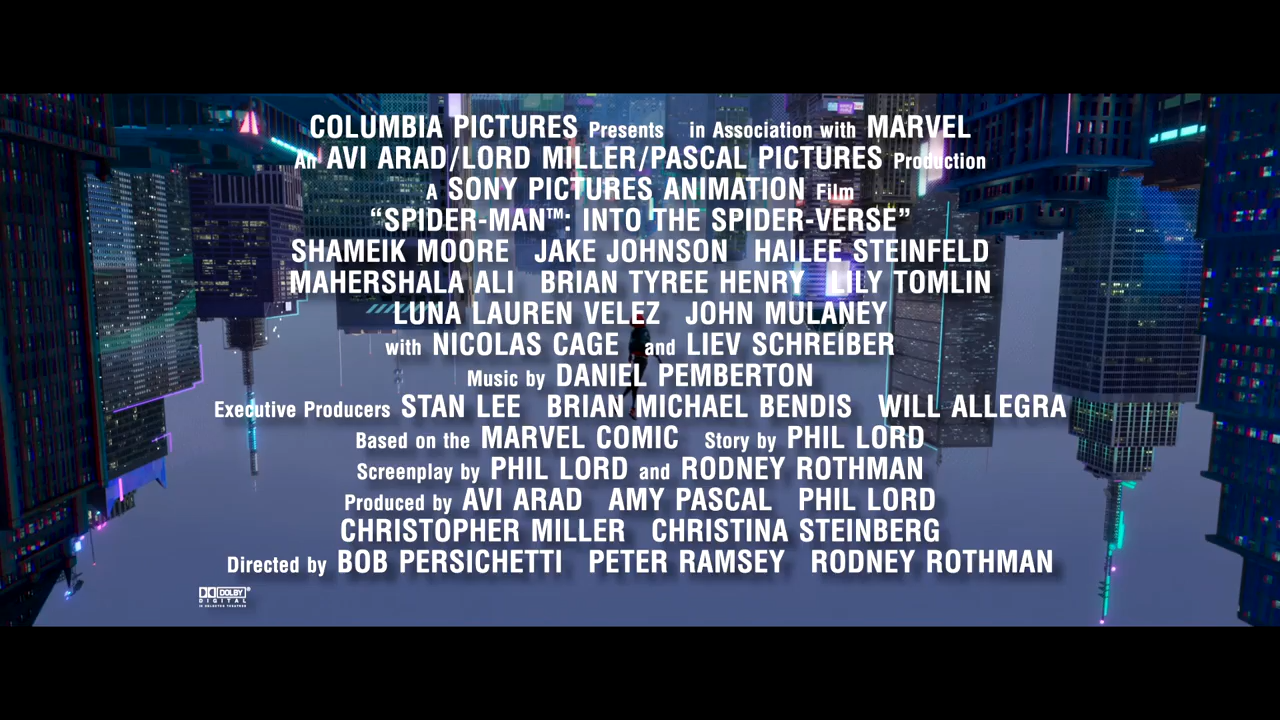 COLUMBIA PICTURES Presents in Association with MARVEL
An AVI ARAD/LORD MILLER/PASCAL PICTURES Production
A SONY PICTURES ANIMATION Film
“SPIDER-MAN™: INTO THE SPIDER-VERSE”
SHAMEIK MOORE JAKE JOHNSON HAILEE STEINFELD
MAHERSHALA ALI BRIAN TYREE HENRY LILY TOMLIN
LUNA LAUREN VELEZ JOHN MULANEY
with NICOLAS CAGE and LIEV SCHREIBER
Music by DANIEL PEMBERTON
Executive Producers STAN LEE BRIAN MICHAEL BENDIS WILL ALLEGRA
Based on the MARVEL COMIC Story by PHIL LORD
Screenplay by PHIL LORD and RODNEY ROTHMAN
Produced by AVI ARAD AMY PASCAL PHIL LORD
CHRISTOPHER MILLER CHRISTINA STEINBERG
Directed by BOB PERSICHETTI PETER RAMSEY RODNEY ROTHMAN
DOLBY®
DIGITAL
IN SELECTED THEATRES